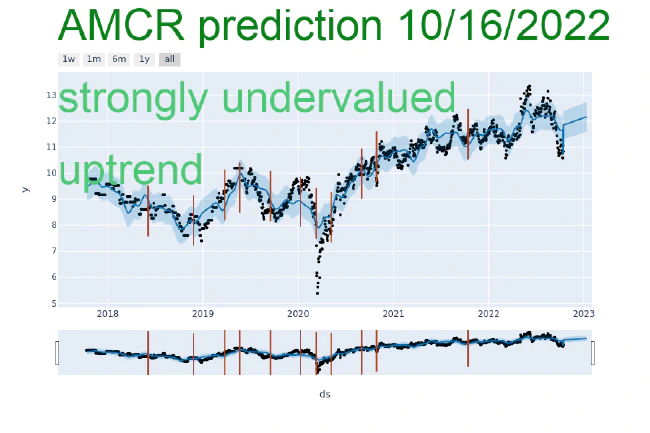 AMCR prediction 10/16/2022
1w 1m 6m 1y all
strongly undervalued
uptrend
13
12
11
10
9
8
7
6
5
y
2018 2019 2020 2021 2022 2023
ds